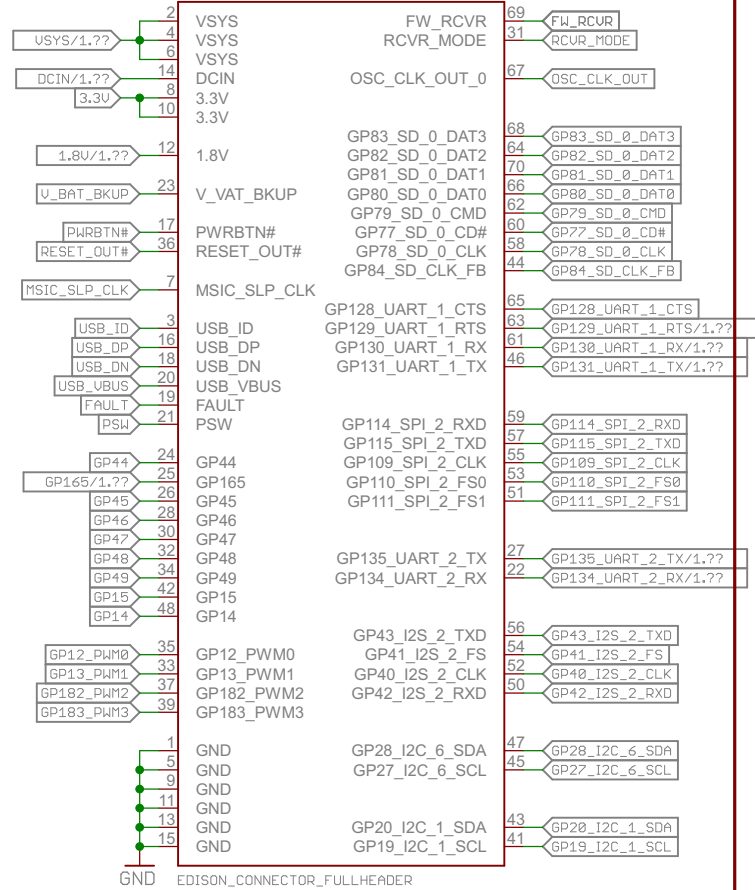 2 VSYS FW_RCVR 69 FW_RCVR
VSYS/1.?? 4 VSYS RCVR_MODE 31 RCVR_MODE
6 VSYS
DCIN/1.?? 14 DCIN OSC_CLK_OUT_0 67 OSC_CLK_OUT
3.3V 8 3.3V
10 3.3V
GP83_SD_0_DAT3 68 GP83_SD_0_DAT3
1.8V/1.?? 12 1.8V GP82_SD_0_DAT2 64 GP82_SD_0_DAT2
GP81_SD_0_DAT1 70 GP81_SD_0_DAT1
V_BAT_BKUP 23 V_VAT_BKUP GP80_SD_0_DAT0 66 GP80_SD_0_DAT0
GP79_SD_0_CMD 62 GP79_SD_0_CMD
PWRBTN# 17 PWRBTN# GP77_SD_0_CD# 60 GP77_SD_0_CD#
RESET_OUT# 36 RESET_OUT# GP78_SD_0_CLK 58 GP78_SD_0_CLK
GP84_SD_CLK_FB 44 GP84_SD_CLK_FB
MSIC_SLP_CLK 7 MSIC_SLP_CLK
GP128_UART_1_CTS 65 GP128_UART_1_CTS
USB_ID 3 USB_ID GP129_UART_1_RTS 63 GP129_UART_1_RTS/1.??
USB_DP 16 USB_DP GP130_UART_1_RX 61 GP130_UART_1_RX/1.??
USB_DN 18 USB_DN GP131_UART_1_TX 46 GP131_UART_1_TX/1.??
USB_VBUS 20 USB_VBUS
FAULT 19 FAULT
PSW 21 PSW GP114_SPI_2_RXD 59 GP114_SPI_2_RXD
GP115_SPI_2_TXD 57 GP115_SPI_2_TXD
GP44 24 GP44 GP109_SPI_2_CLK 55 GP109_SPI_2_CLK
GP165/1.?? 25 GP165 GP110_SPI_2_FS0 53 GP110_SPI_2_FS0
GP45 26 GP45 GP111_SPI_2_FS1 51 GP111_SPI_2_FS1
GP46 28 GP46
GP47 30 GP47
GP48 32 GP48 GP135_UART_2_TX 27 GP135_UART_2_TX/1.??
GP49 34 GP49 GP134_UART_2_RX 22 GP134_UART_2_RX/1.??
GP15 42 GP15
GP14 48 GP14
GP43_I2S_2_TXD 56 GP43_I2S_2_TXD
GP12_PWM0 35 GP12_PWM0 GP41_I2S_2_FS 54 GP41_I2S_2_FS
GP13_PWM1 33 GP13_PWM1 GP40_I2S_2_CLK 52 GP40_I2S_2_CLK
GP182_PWM2 37 GP182_PWM2 GP42_I2S_2_RXD 50 GP42_I2S_2_RXD
GP183_PWM3 39 GP183_PWM3
1 GND GP28_I2C_6_SDA 47 GP28_I2C_6_SDA
5 GND GP27_I2C_6_SCL 45 GP27_I2C_6_SCL
9 GND
11 GND
13 GND GP20_I2C_1_SDA 43 GP20_I2C_1_SDA
15 GND GP19_I2C_1_SCL 41 GP19_I2C_1_SCL
GND EDISON_CONNECTOR_FULLHEADER